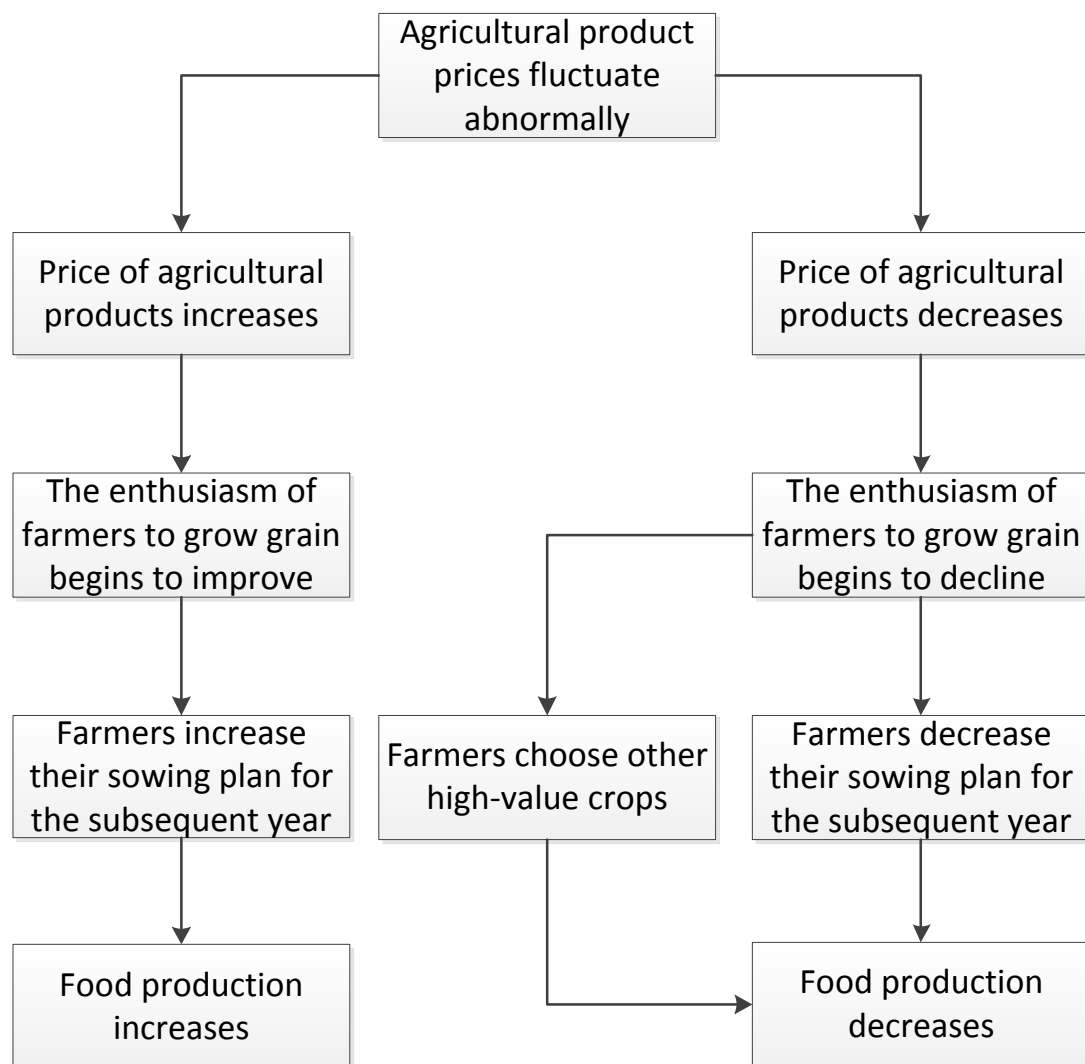 Agricultural product
prices fluctuate
abnormally
Price of agricultural
products increases
Price of agricultural
products decreases
The enthusiasm of
farmers to grow grain
begins to improve
The enthusiasm of
farmers to grow grain
begins to decline
Farmers increase
their sowing plan for
the subsequent year
Farmers choose other
high-value crops
Farmers decrease
their sowing plan for
the subsequent year
Food production
increases
Food production
decreases